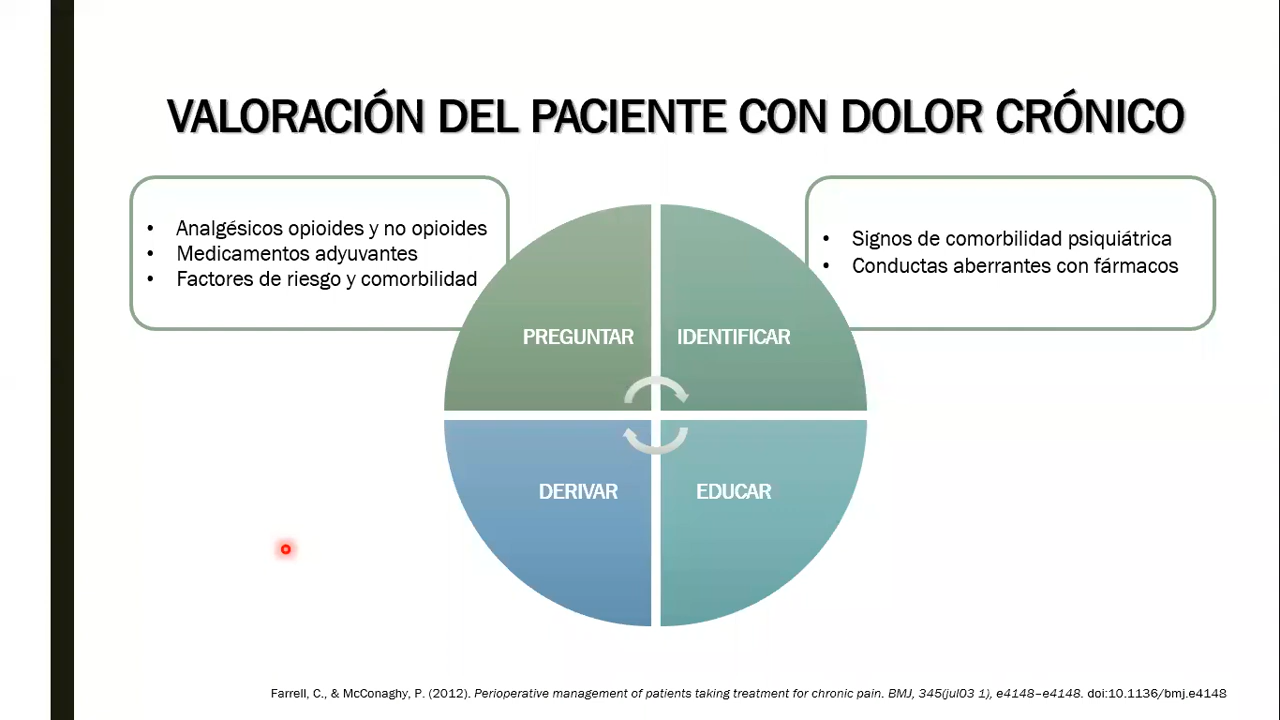 VALORACIÓN DEL PACIENTE CON DOLOR CRÓNICO
• Analgésicos opioides y no opioides
• Medicamentos adyuvantes
• Factores de riesgo y comorbilidad
• Signos de comorbilidad psiquiátrica
• Conductas aberrantes con fármacos
PREGUNTAR
IDENTIFICAR
DERIVAR
EDUCAR
Farrell, C., & McConaghy, P. (2012). Perioperative management of patients taking treatment for chronic pain. BMJ, 345(jul03 1), e4148–e4148. doi:10.1136/bmj.e4148